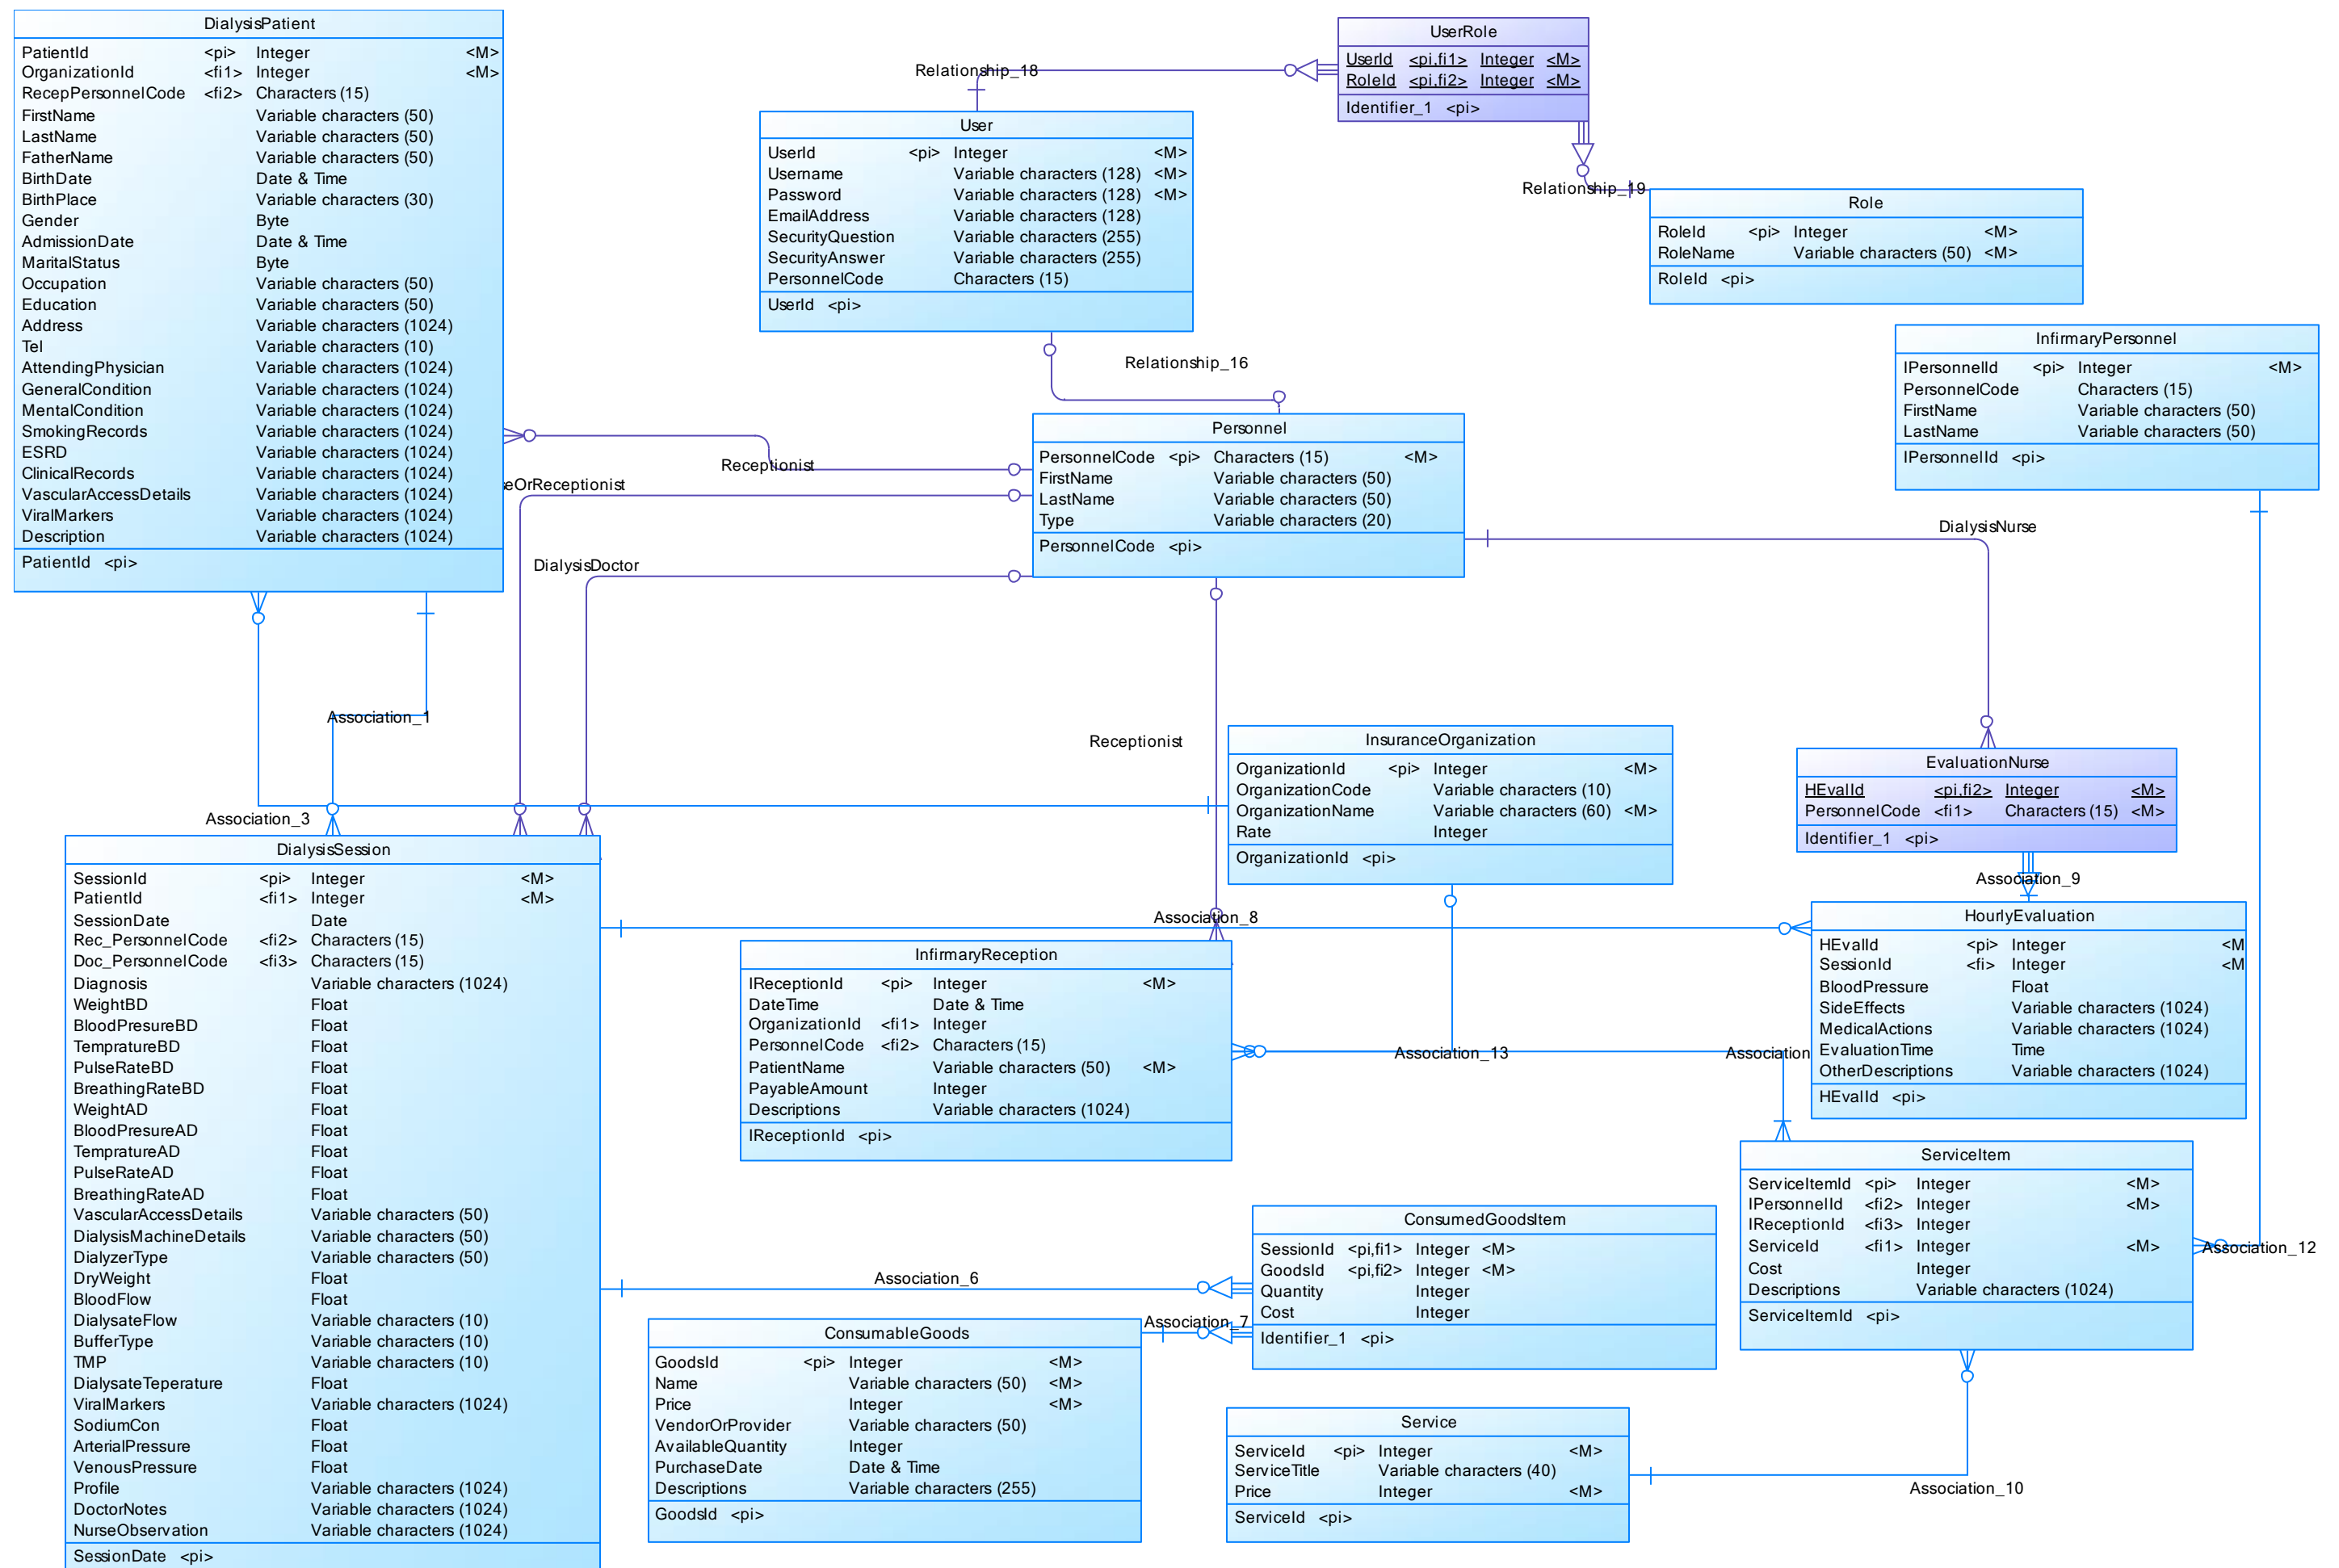 DialysisPatient
PatientId <pi> Integer <M>
OrganizationId <fi1> Integer <M>
RecepPersonnelCode <fi2> Characters (15)
FirstName Variable characters (50)
LastName Variable characters (50)
FatherName Variable characters (50)
BirthDate Date & Time
BirthPlace Variable characters (30)
Gender Byte
AdmissionDate Date & Time
MaritalStatus Byte
Occupation Variable characters (50)
Education Variable characters (50)
Address Variable characters (1024)
Tel Variable characters (10)
AttendingPhysician Variable characters (1024)
GeneralCondition Variable characters (1024)
MentalCondition Variable characters (1024)
SmokingRecords Variable characters (1024)
ESRD Variable characters (1024)
ClinicalRecords Variable characters (1024)
VascularAccessDetails Variable characters (1024)
ViralMarkers Variable characters (1024)
Description Variable characters (1024)
PatientId <pi>
Relationship_18
UserRole
UserId <pi,fi1> Integer <M>
RoleId <pi,fi2> Integer <M>
Identifier_1 <pi>
User
UserId <pi> Integer <M>
Username Variable characters (128) <M>
Password Variable characters (128) <M>
EmailAddress Variable characters (128)
SecurityQuestion Variable characters (255)
SecurityAnswer Variable characters (255)
PersonnelCode Characters (15)
UserId <pi>
Relationship_19
Role
RoleId <pi> Integer <M>
RoleName Variable characters (50) <M>
RoleId <pi>
Relationship_16
InfirmaryPersonnel
IPersonnelId <pi> Integer <M>
PersonnelCode Characters (15)
FirstName Variable characters (50)
LastName Variable characters (50)
IPersonnelId <pi>
Personnel
PersonnelCode <pi> Characters (15) <M>
FirstName Variable characters (50)
LastName Variable characters (50)
Type Variable characters (20)
PersonnelCode <pi>
Receptionist
eOrReceptionist
DialysisDoctor
DialysisNurse
Association_1
Receptionist
Association_3
InsuranceOrganization
OrganizationId <pi> Integer <M>
OrganizationCode Variable characters (10)
OrganizationName Variable characters (60) <M>
Rate Integer
OrganizationId <pi>
EvaluationNurse
HEvalId <pi,fi2> Integer <M>
PersonnelCode <fi1> Characters (15) <M>
Identifier_1 <pi>
Association_9
Association_8
DialysisSession
SessionId <pi> Integer <M>
PatientId <fi1> Integer <M>
SessionDate Date
Rec_PersonnelCode <fi2> Characters (15)
Doc_PersonnelCode <fi3> Characters (15)
Diagnosis Variable characters (1024)
WeightBD Float
BloodPresureBD Float
TempratureBD Float
PulseRateBD Float
BreathingRateBD Float
WeightAD Float
BloodPresureAD Float
TempratureAD Float
PulseRateAD Float
BreathingRateAD Float
VascularAccessDetails Variable characters (50)
DialysisMachineDetails Variable characters (50)
DialyzerType Variable characters (50)
DryWeight Float
BloodFlow Float
DialysateFlow Variable characters (10)
BufferType Variable characters (10)
TMP Variable characters (10)
DialysateTeperature Float
ViralMarkers Variable characters (1024)
SodiumCon Float
ArterialPressure Float
VenousPressure Float
Profile Variable characters (1024)
DoctorNotes Variable characters (1024)
NurseObservation Variable characters (1024)
SessionDate <pi>
InfirmaryReception
IReceptionId <pi> Integer <M>
DateTime Date & Time
OrganizationId <fi1> Integer
PersonnelCode <fi2> Characters (15)
PatientName Variable characters (50) <M>
PayableAmount Integer
Descriptions Variable characters (1024)
IReceptionId <pi>
Association_13
Association
HourlyEvaluation
HEvalId <pi> Integer <M
SessionId <fi> Integer <M
BloodPressure Float
SideEffects Variable characters (1024)
MedicalActions Variable characters (1024)
EvaluationTime Time
OtherDescriptions Variable characters (1024)
HEvalId <pi>
ServiceItem
ServiceItemId <pi> Integer <M>
IPersonnelId <fi2> Integer <M>
IReceptionId <fi3> Integer
ServiceId <fi1> Integer <M>
Cost Integer
Descriptions Variable characters (1024)
ServiceItemId <pi>
Association_12
Association_6
ConsumedGoodsItem
SessionId <pi,fi1> Integer <M>
GoodsId <pi,fi2> Integer <M>
Quantity Integer
Cost Integer
Identifier_1 <pi>
Association_7
ConsumableGoods
GoodsId <pi> Integer <M>
Name Variable characters (50) <M>
Price Integer <M>
VendorOrProvider Variable characters (50)
AvailableQuantity Integer
PurchaseDate Date & Time
Descriptions Variable characters (255)
GoodsId <pi>
Service
ServiceId <pi> Integer <M>
ServiceTitle Variable characters (40)
Price Integer <M>
ServiceId <pi>
Association_10